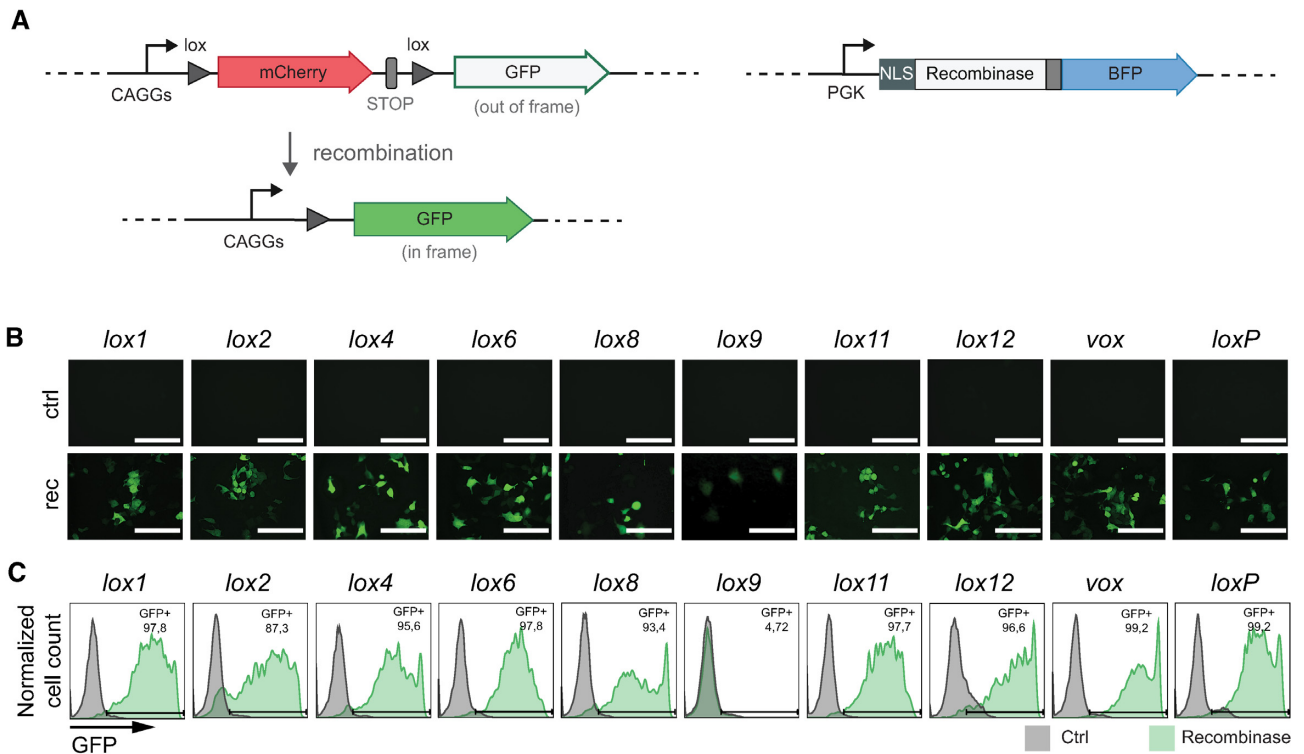 A
lox
lox
mCherry
GFP
CAGGs
STOP
(out of frame)
NLS
Recombinase
BFP
PGK
recombination
GFP
CAGGs
(in frame)
B
lox1
lox2
lox4
lox6
lox8
lox9
lox11
lox12
vox
loxP
ctrl
rec
C
lox1
lox2
lox4
lox6
lox8
lox9
lox11
lox12
vox
loxP
Normalized
cell count
GFP+
97,8
GFP+
87,3
GFP+
95,6
GFP+
97,8
GFP+
93,4
GFP+
4,72
GFP+
97,7
GFP+
96,6
GFP+
99,2
GFP+
99,2
GFP
Ctrl
Recombinase